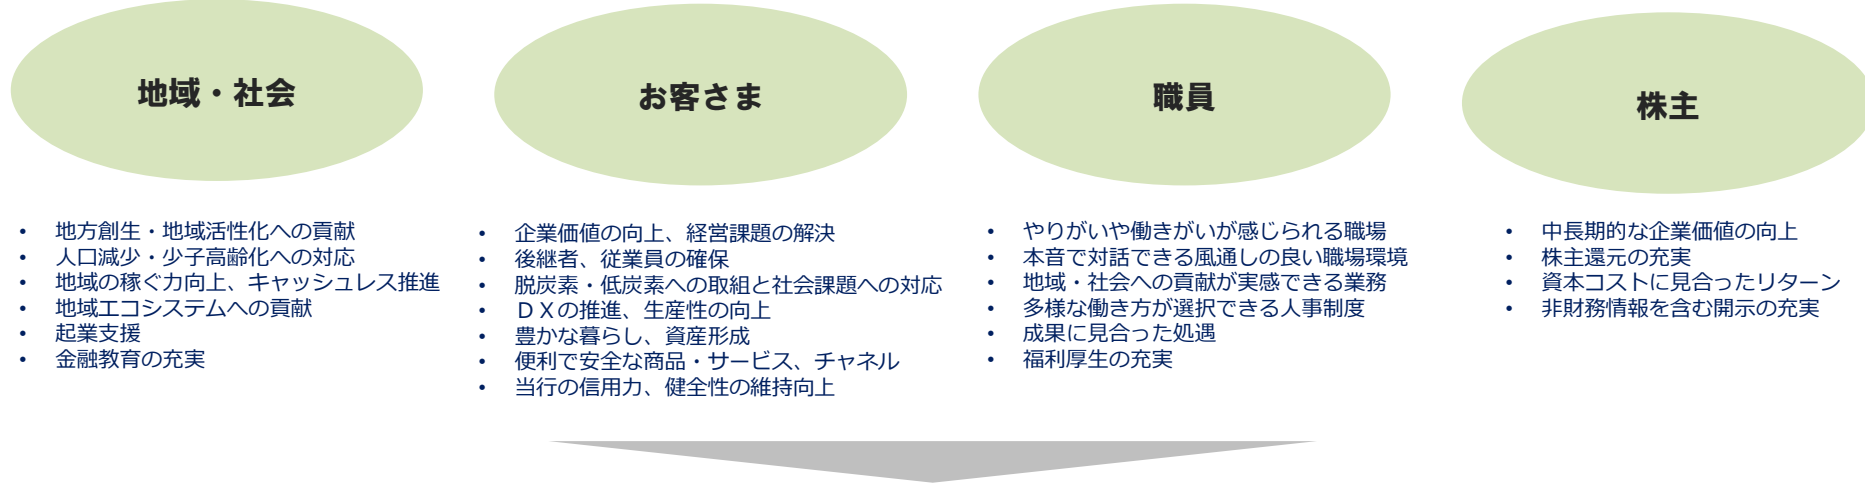 地域・社会
• 地方創生・地域活性化への貢献
• 人口減少・少子高齢化への対応
• 地域の稼ぐ力向上、キャッシュレス推進
• 地域エコシステムへの貢献
• 起業支援
• 金融教育の充実
お客さま
• 企業価値の向上、経営課題の解決
• 後継者、従業員の確保
• 脱炭素・低炭素への取組と社会課題への対応
• ＤＸの推進、生産性の向上
• 豊かな暮らし、資産形成
• 便利で安全な商品・サービス、チャネル
• 当行の信用力、健全性の維持向上
職員
• やりがいや働きがいが感じられる職場
• 本音で対話できる風通しの良い職場環境
• 地域・社会への貢献が実感できる業務
• 多様な働き方が選択できる人事制度
• 成果に見合った処遇
• 福利厚生の充実
株主
• 中長期的な企業価値の向上
• 株主還元の充実
• 資本コストに見合ったリターン
• 非財務情報を含む開示の充実